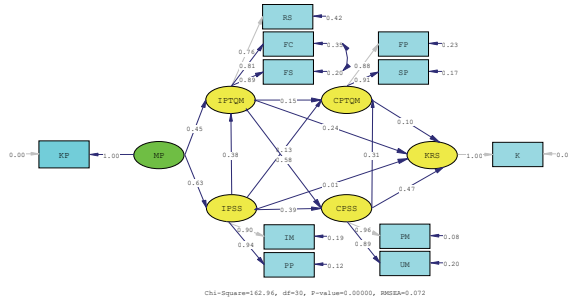 RS
0.42
0.76
FC
0.35
FP
0.23
0.81
0.88
FS
0.20
SP
0.17
0.89
0.91
IPTQM
0.15
CPTQM
0.45
0.24
0.10
0.00
KP
1.00
MP
0.38
0.13
0.58
0.31
KRS
1.00
K
0.0
0.63
0.01
0.47
IPSS
0.39
CPSS
0.90
IM
0.19
0.96
PM
0.08
0.94
0.89
PP
0.12
UM
0.20
Chi-Square=162.96, df=30, P-value=0.00000, RMSEA=0.072